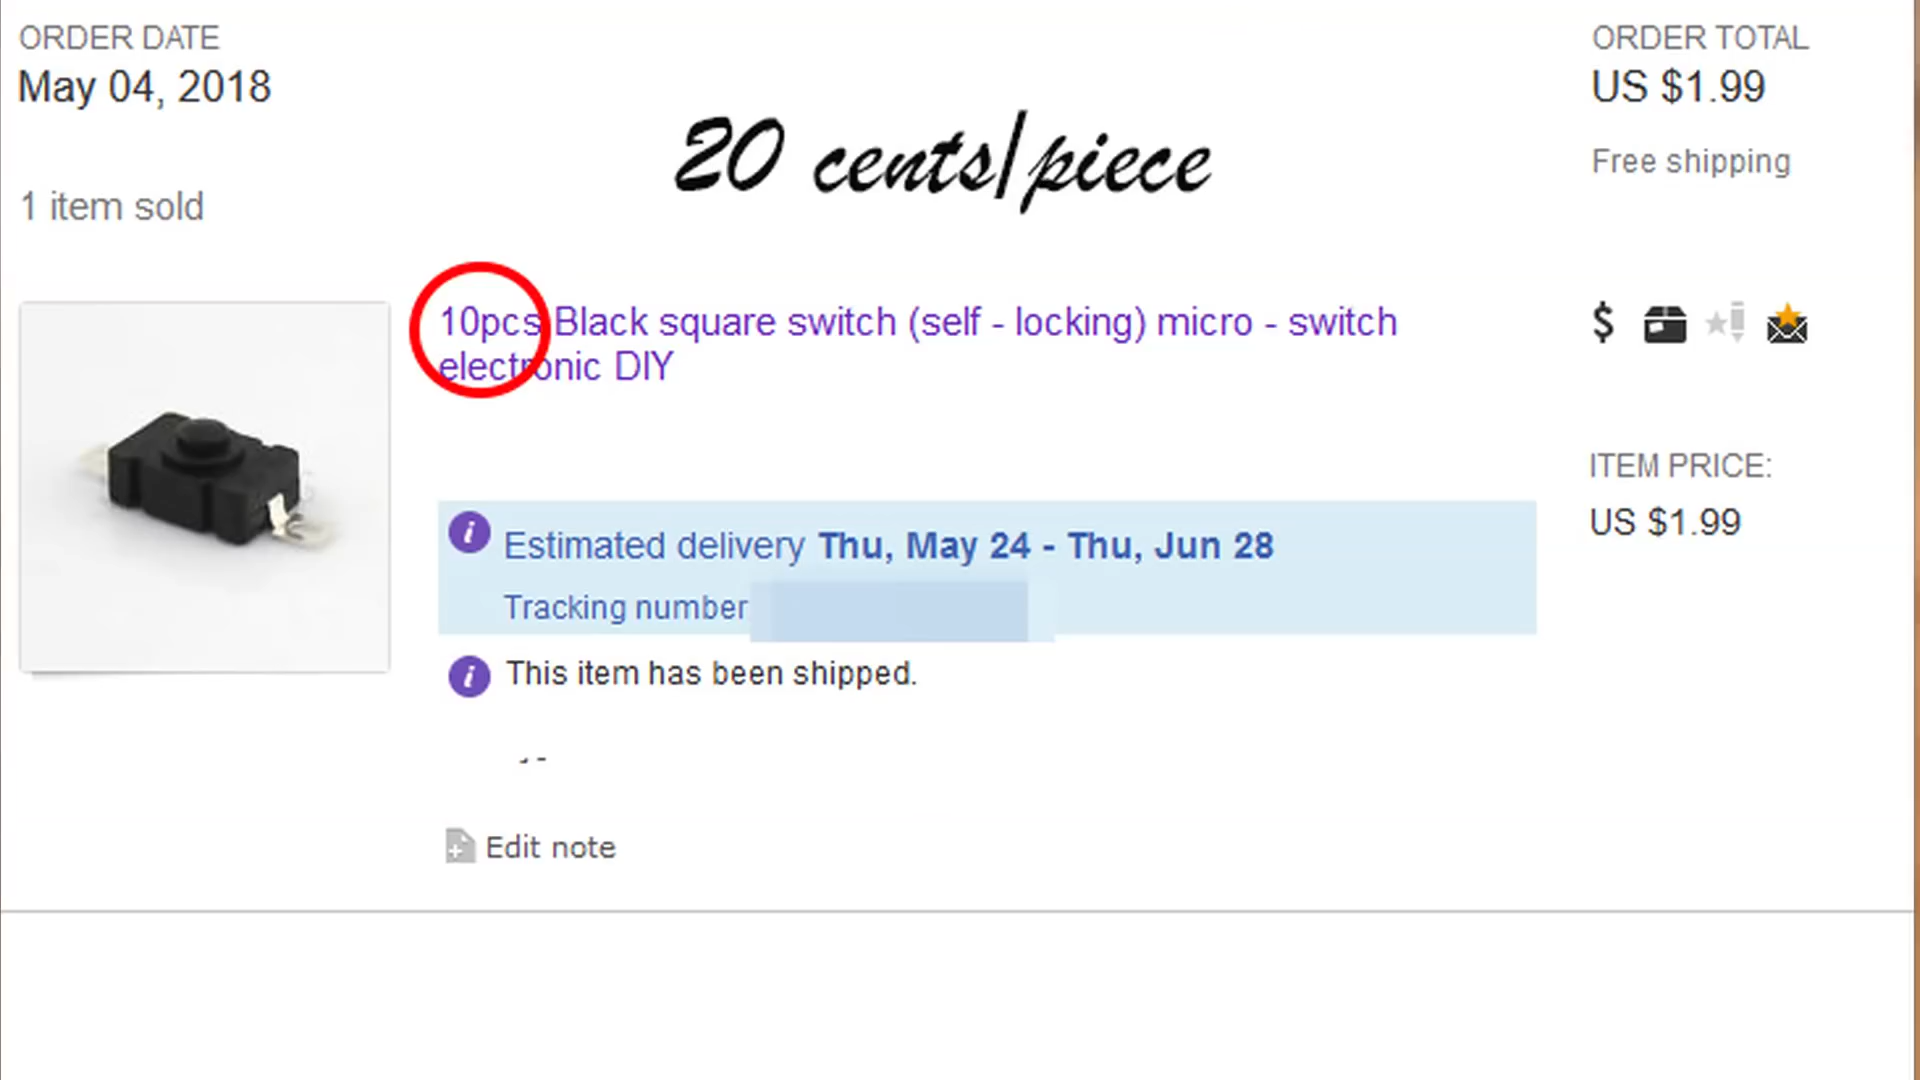 ORDER DATE
May 04, 2018
ORDER TOTAL
US $1.99
20 cents/piece
Free shipping
1 item sold
10pcs Black square switch (self - locking) micro - switch
electronic DIY
ITEM PRICE:
US $1.99
Estimated delivery Thu, May 24 - Thu, Jun 28
Tracking number
This item has been shipped.
Edit note